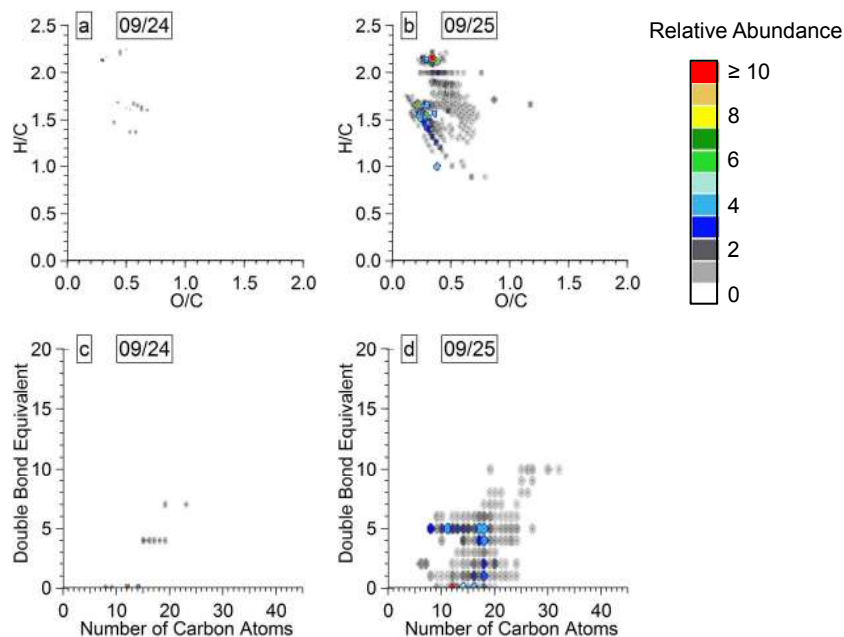 a 09/24
b 09/25
Relative Abundance
2.5
2.0
1.5
1.0
0.5
0.0
H/C
0.0 0.5 1.0 1.5 2.0
O/C
2.5
2.0
1.5
1.0
0.5
0.0
H/C
0.0 0.5 1.0 1.5 2.0
O/C
≥ 10
8
6
4
2
0
c 09/24
d 09/25
20
15
10
5
0
Double Bond Equivalent
0 10 20 30 40
Number of Carbon Atoms
20
15
10
5
0
Double Bond Equivalent
0 10 20 30 40
Number of Carbon Atoms